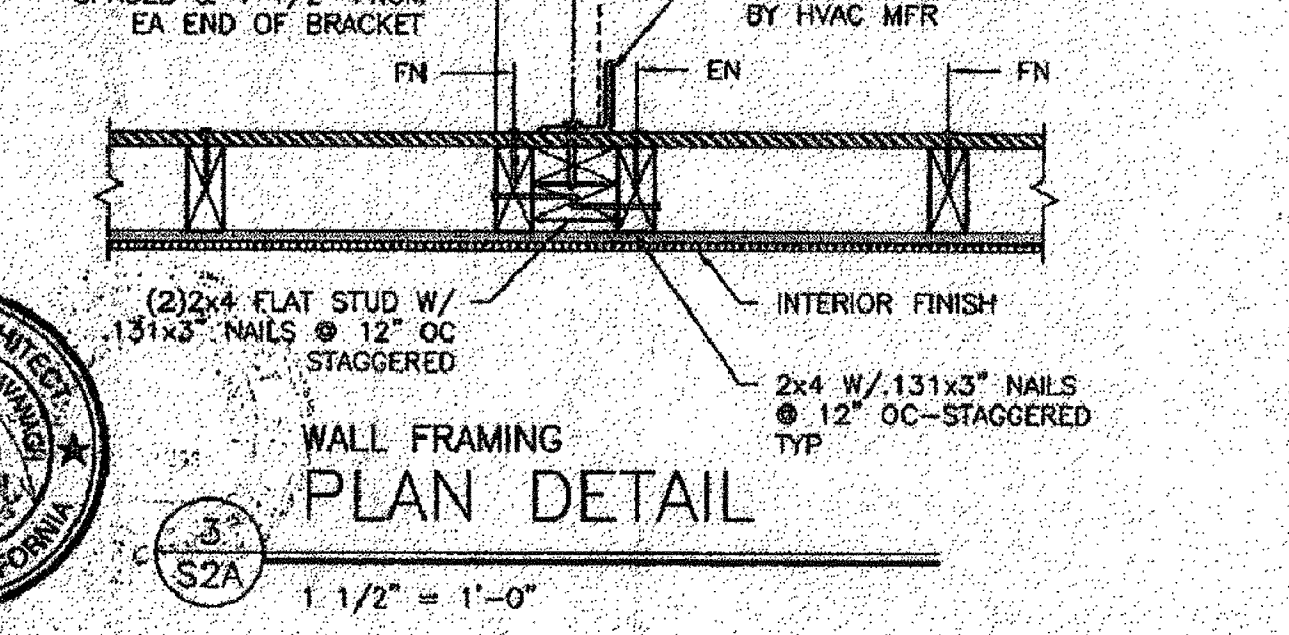 EA END OF BRACKET
BY HVAC MFR
FN
EN
FN
(2)2x4 FLAT STUD W/
.131x3" NAILS @ 12" OC
STAGGERED
INTERIOR FINISH
2x4 W/.131x3" NAILS
@ 12" OC-STAGGERED
TYP
WALL FRAMING
PLAN DETAIL
3
S2A
1 1/2" = 1'-0"